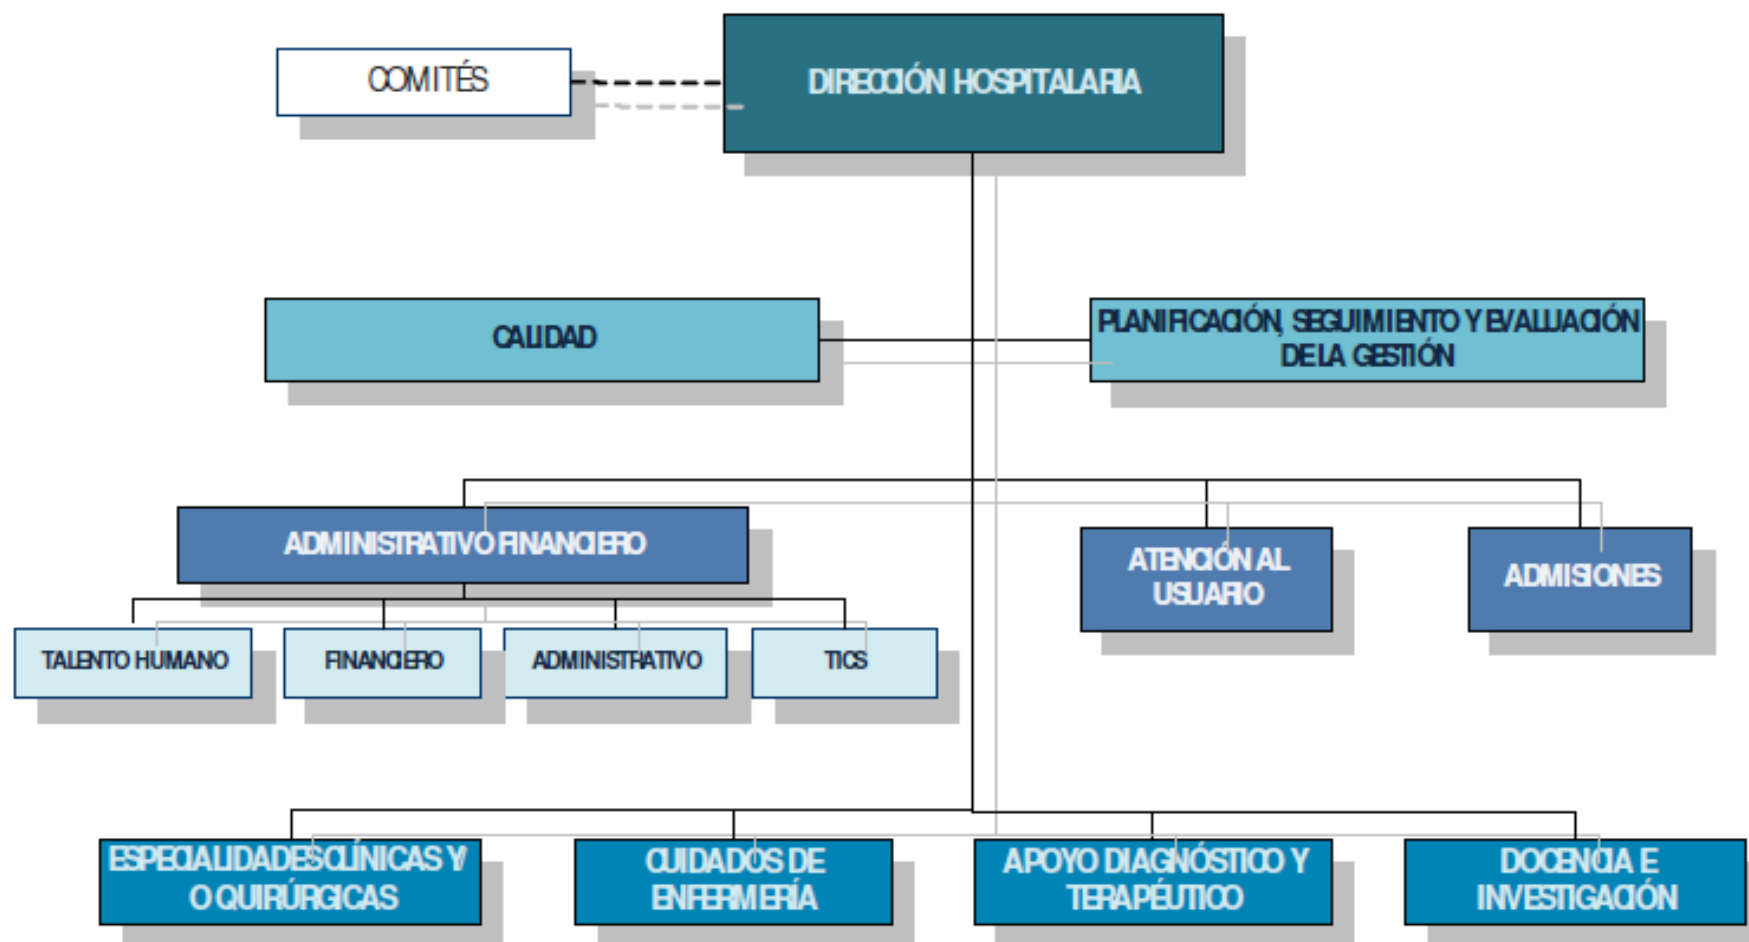 COMITÉS
DIRECCIÓN HOSPITALARIA
CALIDAD
PLANIFICACIÓN, SEGUIMIENTO Y EVALUACIÓN
DE LA GESTIÓN
ADMINISTRATIVO FINANCIERO
ATENCIÓN AL
USUARIO
ADMISIONES
TALENTO HUMANO
FINANCIERO
ADMINISTRATIVO
TICS
ESPECIALIDADES CLÍNICAS Y/
O QUIRÚRGICAS
CUIDADOS DE
ENFERMERÍA
APOYO DIAGNÓSTICO Y
TERAPÉUTICO
DOCENCIA E
INVESTIGACIÓN